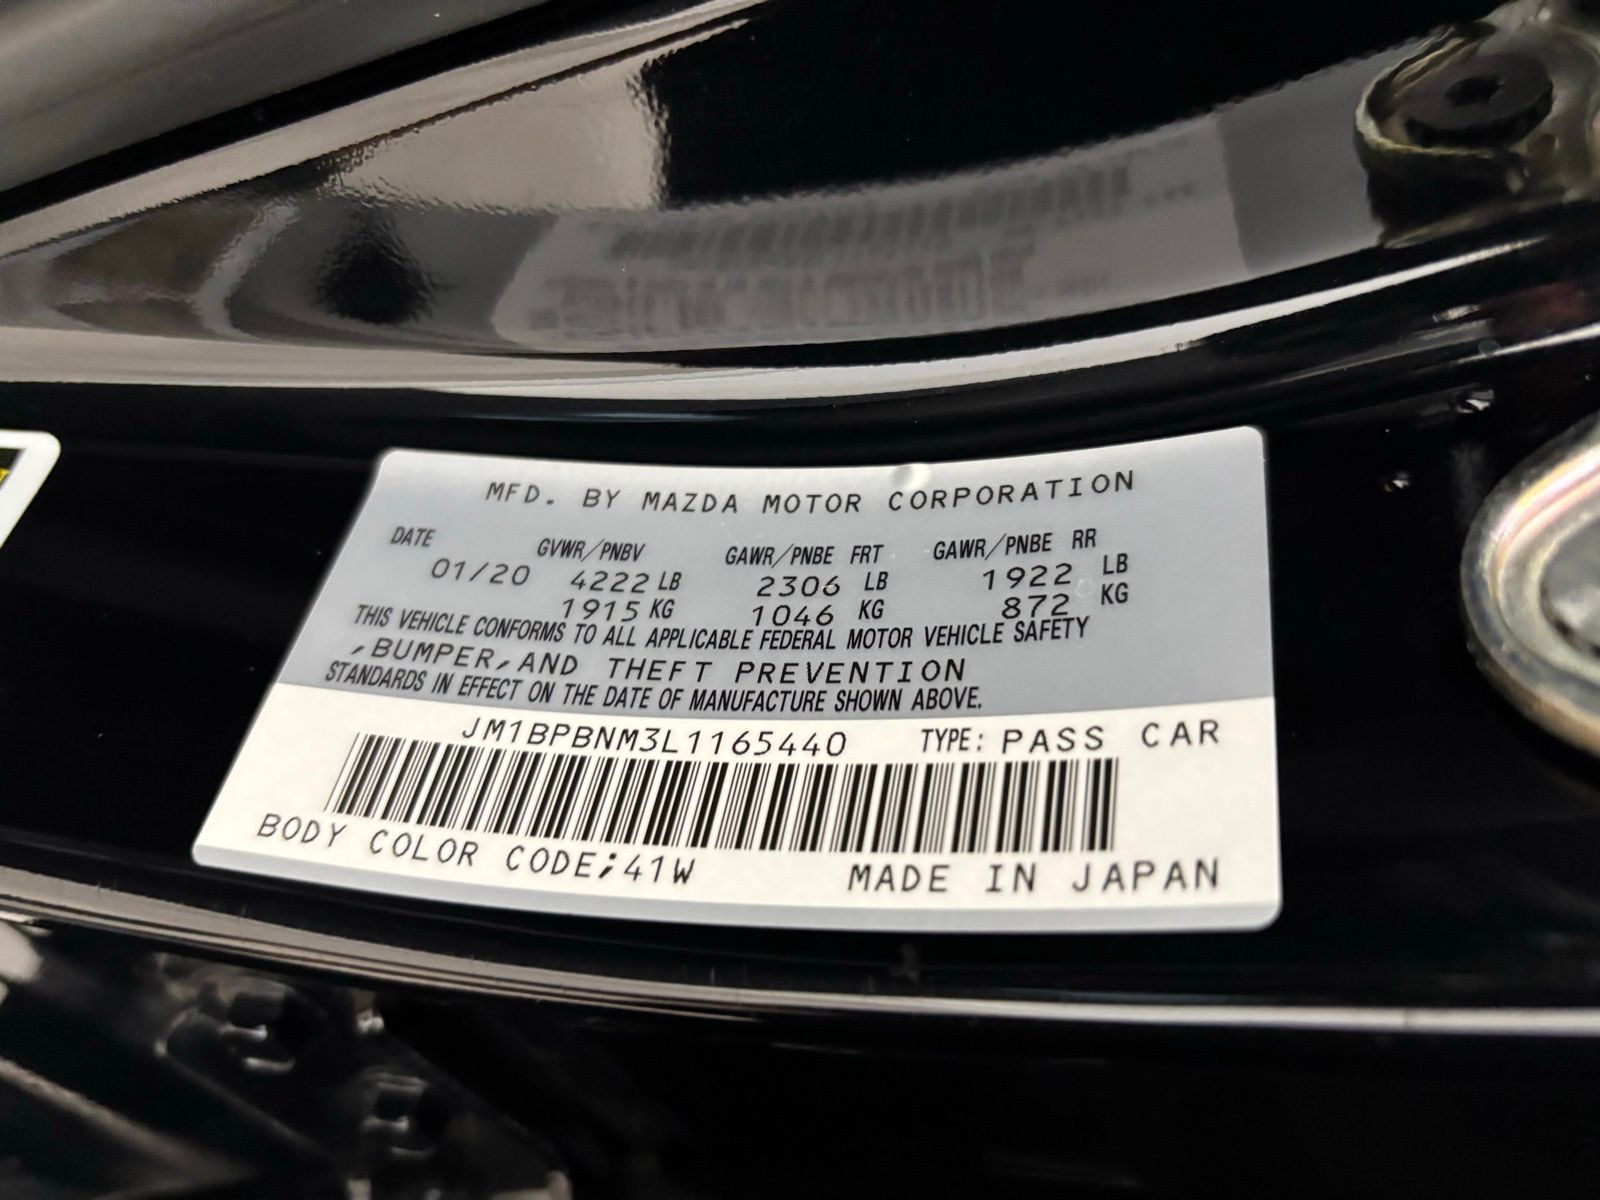 MFD. BY MAZDA MOTOR CORPORATION
DATE GVWR/PNBV GAWR/PNBE FRT GAWR/PNBE RR
01/20 4222 LB 2306 LB 1922 LB
1915 KG 1046 KG 872 KG
THIS VEHICLE CONFORMS TO ALL APPLICABLE FEDERAL MOTOR VEHICLE SAFETY
,BUMPER,AND THEFT PREVENTION
STANDARDS IN EFFECT ON THE DATE OF MANUFACTURE SHOWN ABOVE.
JM1BPBNM3L1165440 TYPE: PASS CAR
BODY COLOR CODE;41W MADE IN JAPAN